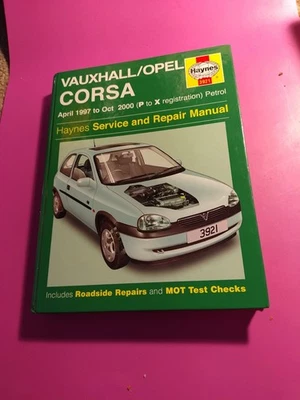 VAUXHALL/OPEL
CORSA
Haynes
3921
April 1997 to Oct 2000 (P to X registration) Petrol
Haynes Service and Repair Manual
3921
Includes Roadside Repairs and MOT Test Checks